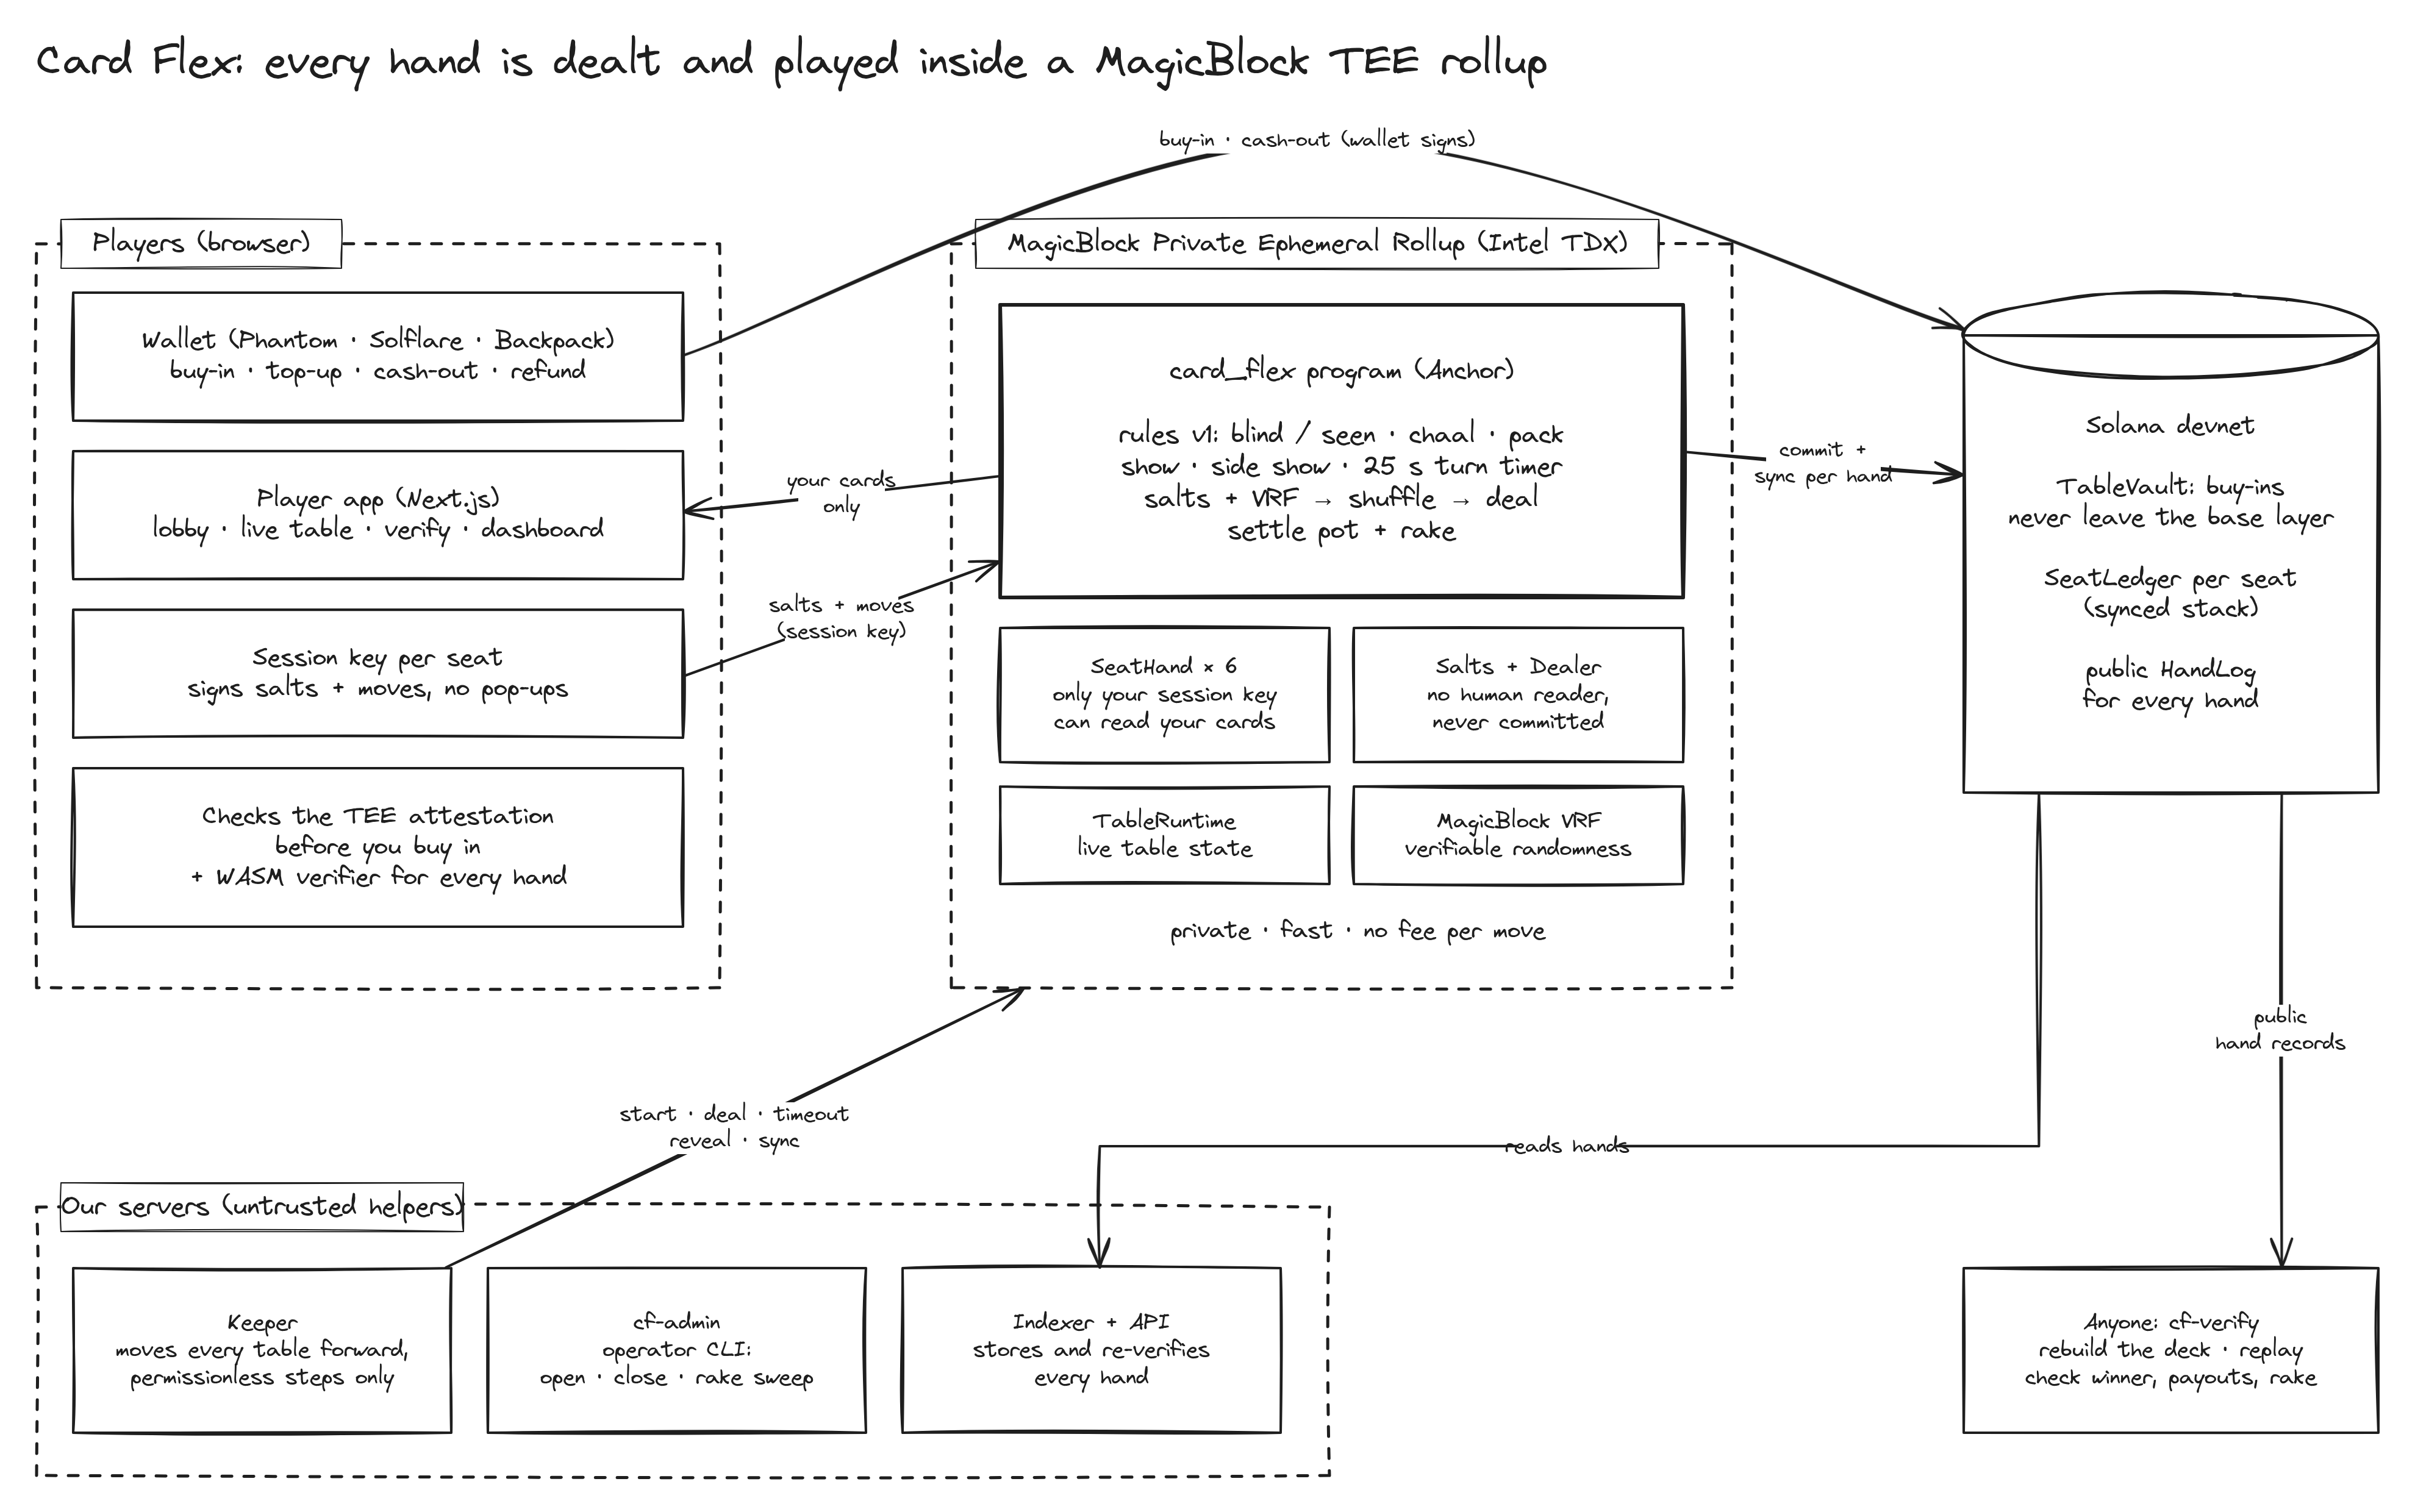 Card Flex: every hand is dealt and played inside a MagicBlock TEE rollup
buy-in · cash-out (wallet signs)
Players (browser)
Wallet (Phantom · Solflare · Backpack)
buy-in · top-up · cash-out · refund
Player app (Next.js)
lobby · live table · verify · dashboard
Session key per seat
signs salts + moves, no pop-ups
Checks the TEE attestation
before you buy in
+ WASM verifier for every hand
your cards
only
salts + moves
(session key)
MagicBlock Private Ephemeral Rollup (Intel TDX)
card_flex program (Anchor)
rules v1: blind / seen · chaal · pack
show · side show · 25 s turn timer
salts + VRF → shuffle → deal
settle pot + rake
SeatHand × 6
only your session key
can read your cards
Salts + Dealer
no human reader,
never committed
TableRuntime
live table state
MagicBlock VRF
verifiable randomness
private · fast · no fee per move
commit +
sync per hand
Solana devnet
TableVault: buy-ins
never leave the base layer
SeatLedger per seat
(synced stack)
public HandLog
for every hand
public
hand records
start · deal · timeout
reveal · sync
reads hands
Our servers (untrusted helpers)
Keeper
moves every table forward,
permissionless steps only
cf-admin
operator CLI:
open · close · rake sweep
Indexer + API
stores and re-verifies
every hand
Anyone: cf-verify
rebuild the deck · replay
check winner, payouts, rake